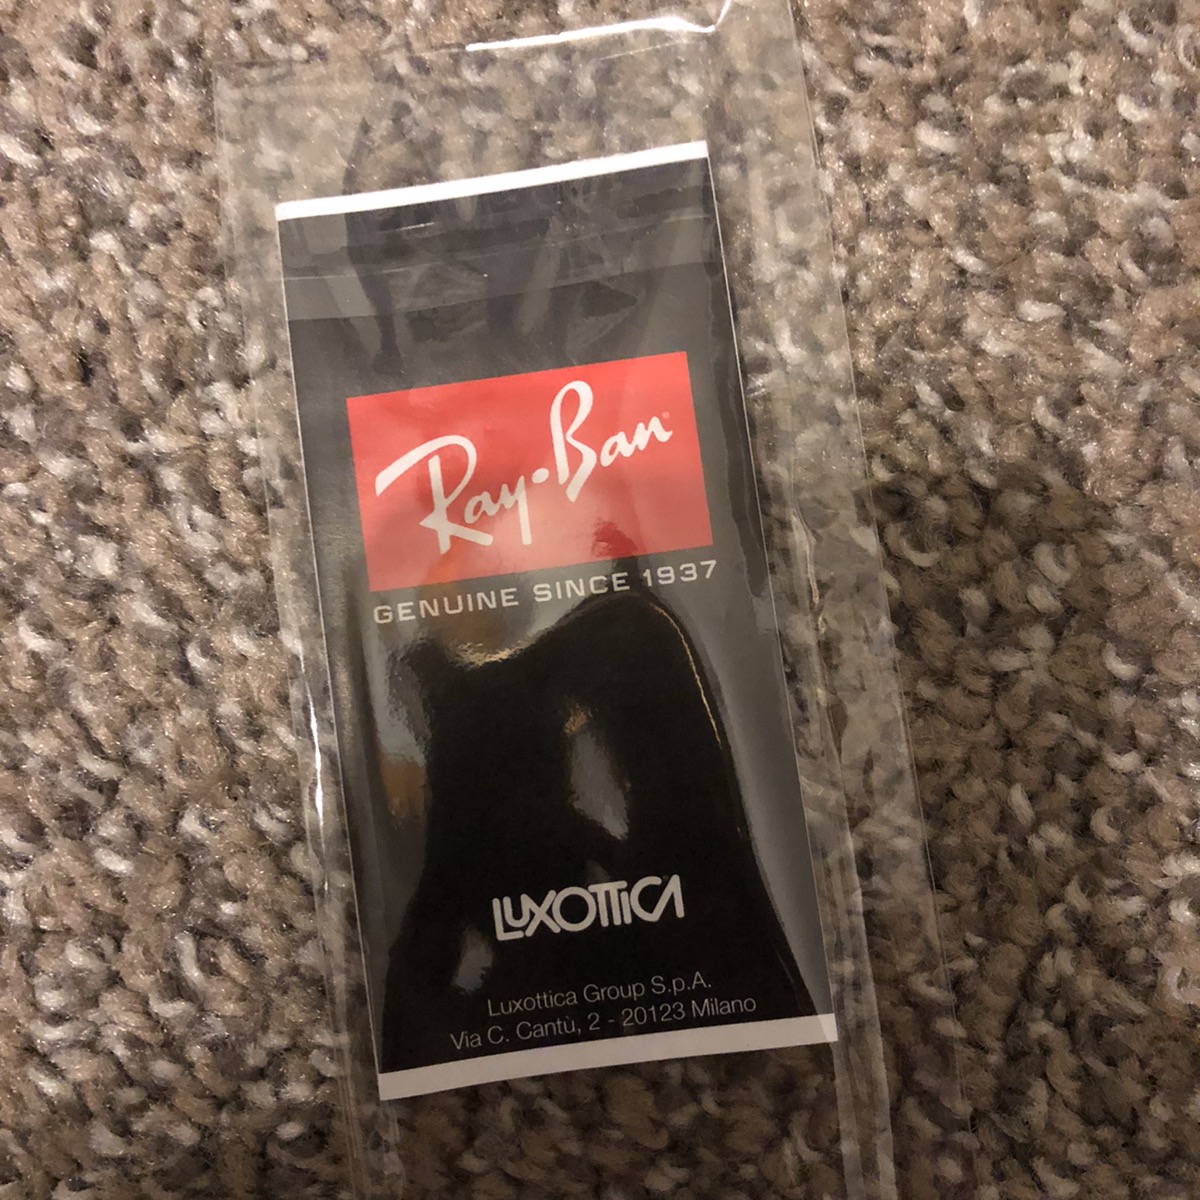 Ray-Ban
GENUINE SINCE 1937
LUXOTTICA
Luxottica Group S.p.A.
Via C. Cantù, 2 - 20123 Milano